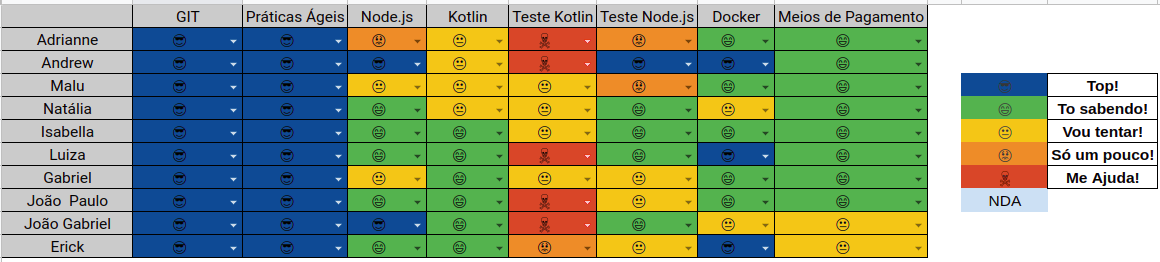 GIT Práticas Ágeis Node.js Kotlin Teste Kotlin Teste Node.js Docker Meios de Pagamento
Adrianne
Andrew
Malu
Natália
Isabella
Luiza
Gabriel
João Paulo
João Gabriel
Erick
Top!
To sabendo!
Vou tentar!
Só um pouco!
Me Ajuda!
NDA